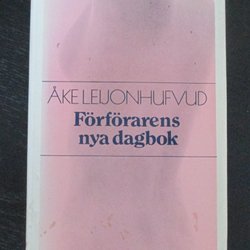 ÅKE LEIJONHUFVUD
Förförarens
nya dagbok